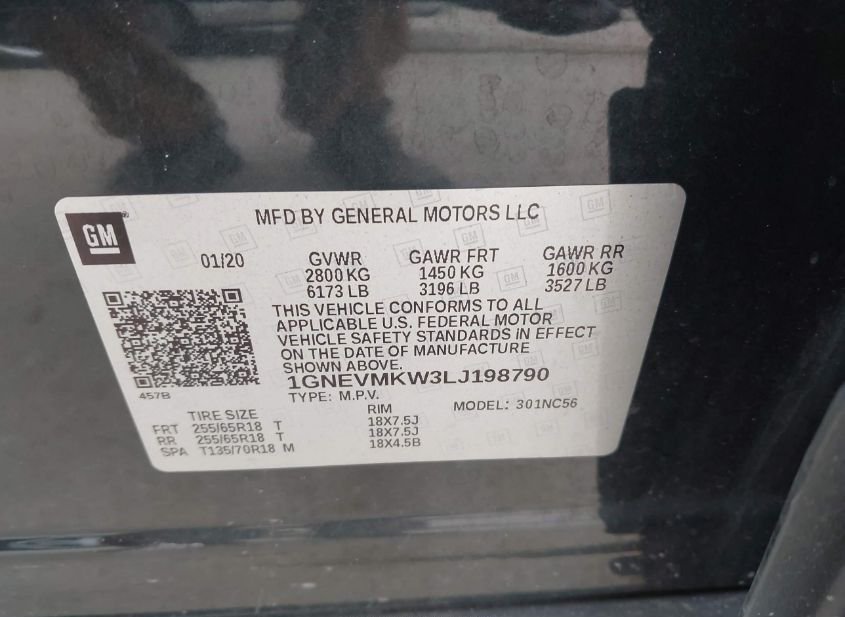 GM
MFD BY GENERAL MOTORS LLC
01/20 GVWR GAWR FRT GAWR RR
2800 KG 1450 KG 1600 KG
6173 LB 3196 LB 3527 LB
THIS VEHICLE CONFORMS TO ALL
APPLICABLE U.S. FEDERAL MOTOR
VEHICLE SAFETY STANDARDS IN EFFECT
ON THE DATE OF MANUFACTURE
SHOWN ABOVE.
457B
1GNEVMKW3LJ198790
TYPE: M.P.V. MODEL: 301NC56
TIRE SIZE RIM
FRT 255/65R18 T 18X7.5J
RR 255/65R18 T 18X7.5J
SPA T135/70R18 M 18X4.5B